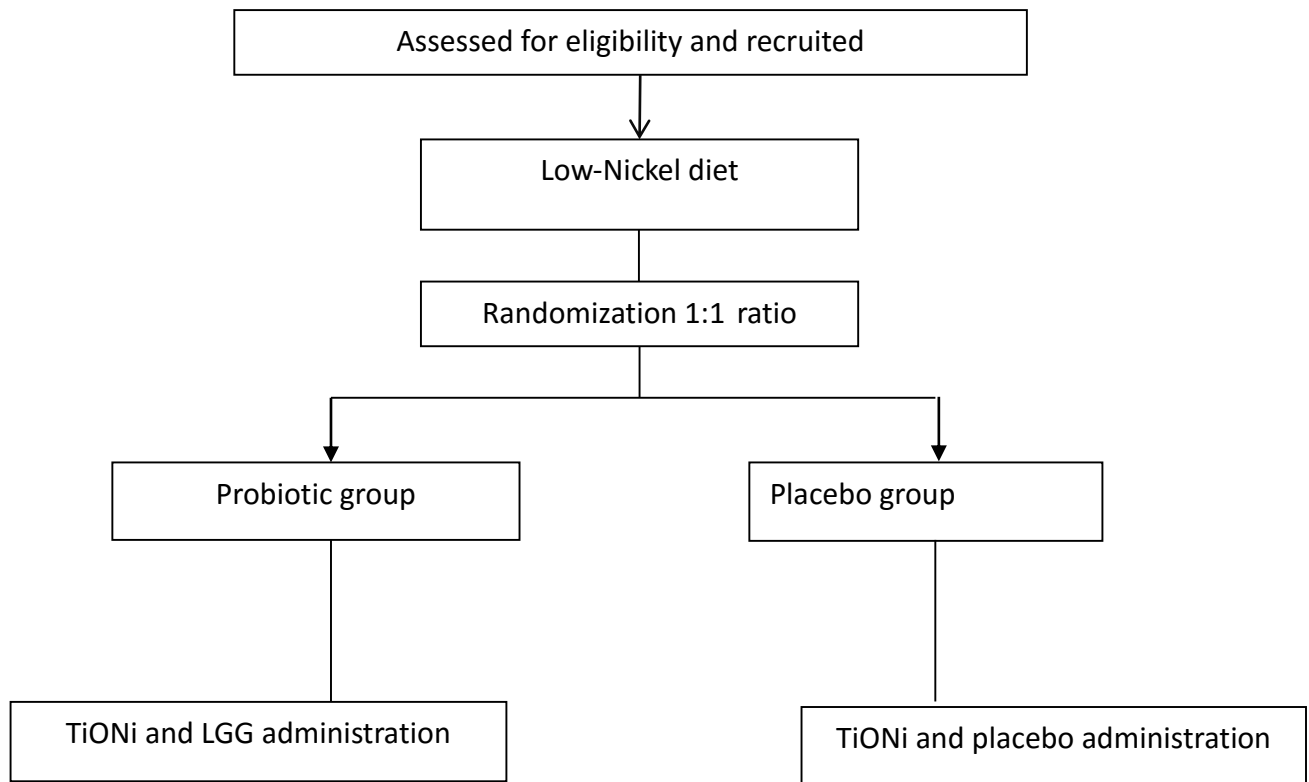 Assessed for eligibility and recruited
Low-Nickel diet
Randomization 1:1 ratio
Probiotic group
Placebo group
TiONi and LGG administration
TiONi and placebo administration